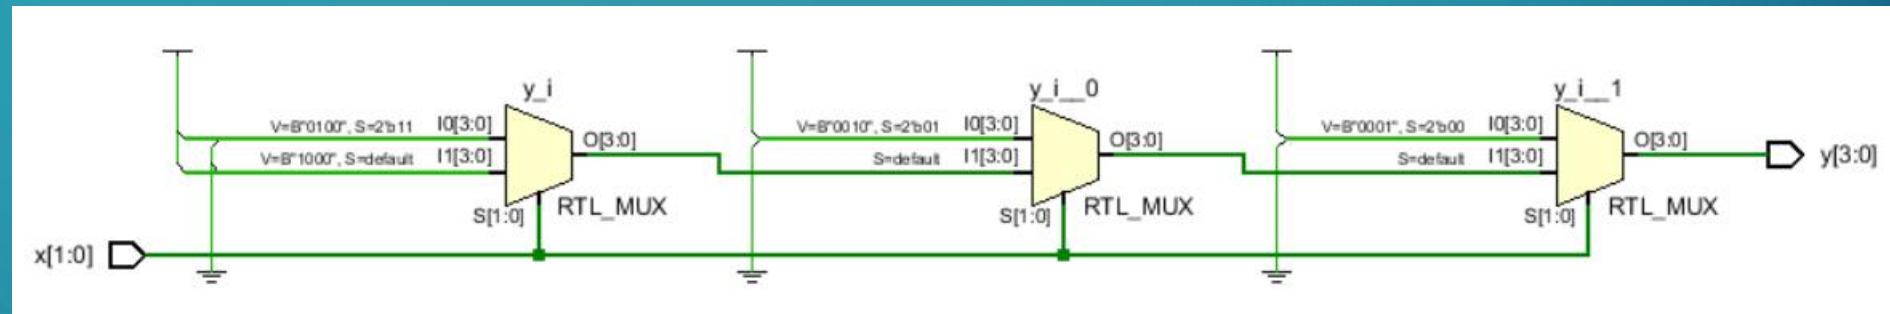 y_i
V=B"0100", S=2'b11 I0[3:0]
O[3:0]
V=B"1000", S=default I1[3:0]
S[1:0] RTL_MUX
y_i__0
V=B"0010", S=2'b01 I0[3:0]
O[3:0]
S=default I1[3:0]
S[1:0] RTL_MUX
y_i__1
V=B"0001", S=2'b00 I0[3:0]
O[3:0]
S=default I1[3:0]
S[1:0] RTL_MUX
x[1:0]
y[3:0]